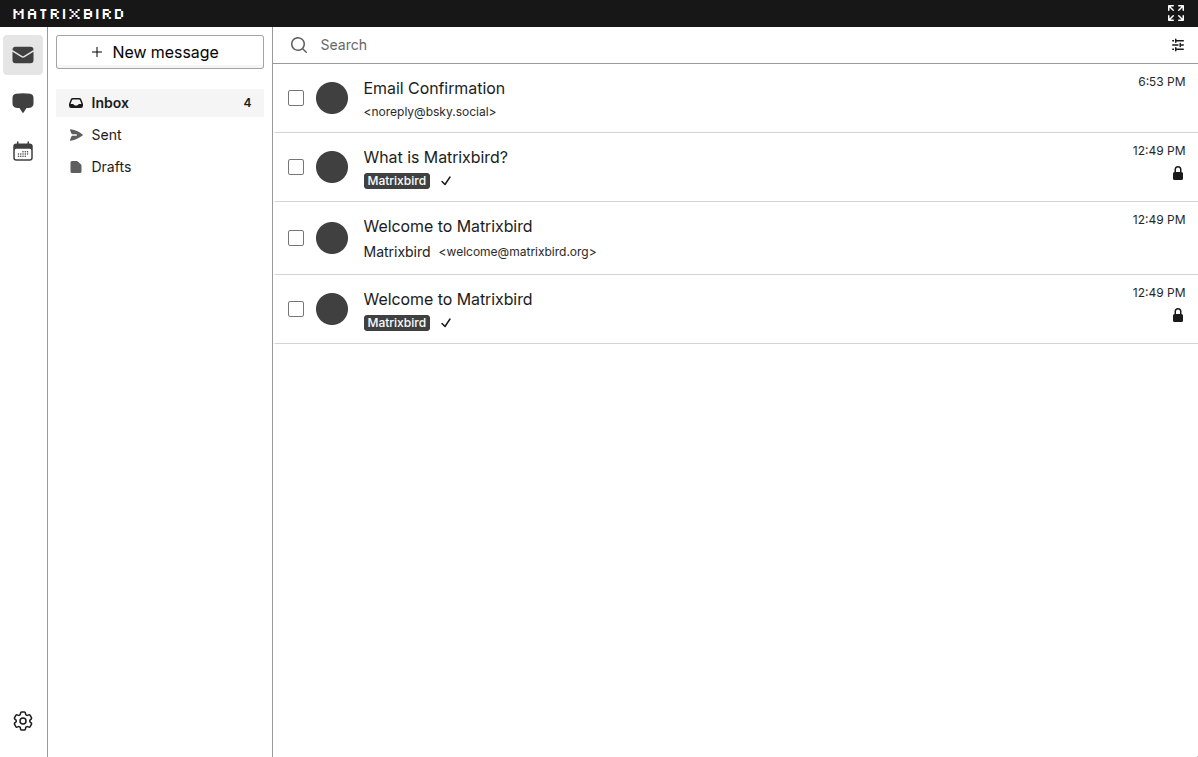 MATRIXBIRD
New message
Inbox 4
Sent
Drafts
Search
Email Confirmation 6:53 PM
<noreply@bsky.social>
What is Matrixbird? 12:49 PM
Matrixbird
Welcome to Matrixbird 12:49 PM
Matrixbird <welcome@matrixbird.org>
Welcome to Matrixbird 12:49 PM
Matrixbird